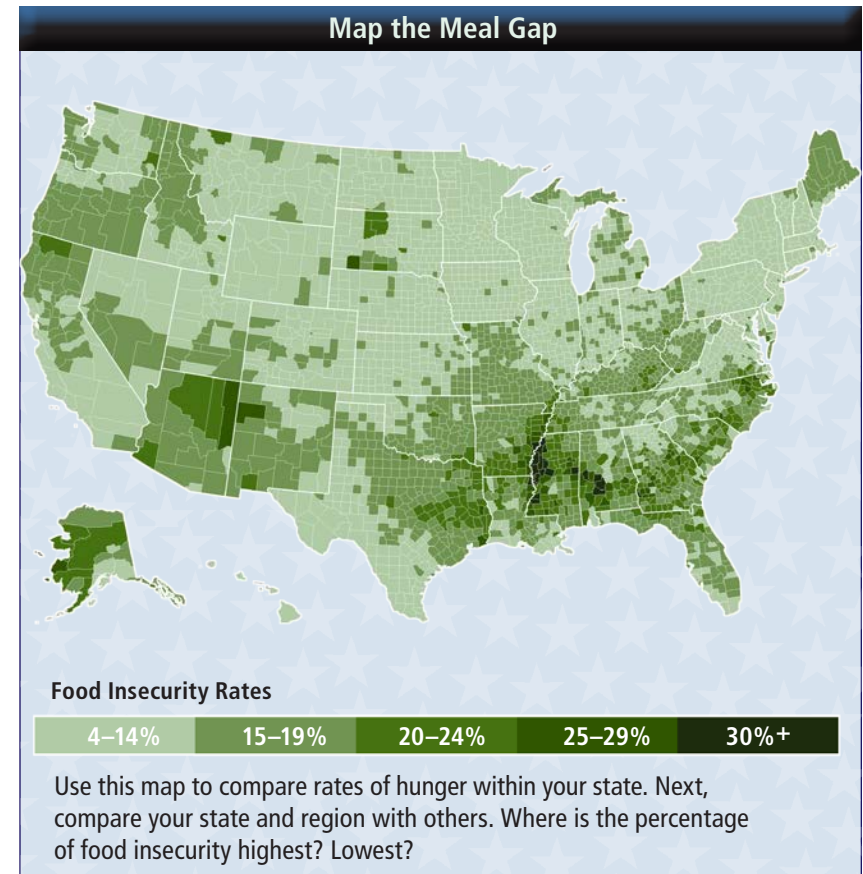 Map the Meal Gap
Food Insecurity Rates
4–14% 15–19% 20–24% 25–29% 30%+
Use this map to compare rates of hunger within your state. Next,
compare your state and region with others. Where is the percentage
of food insecurity highest? Lowest?